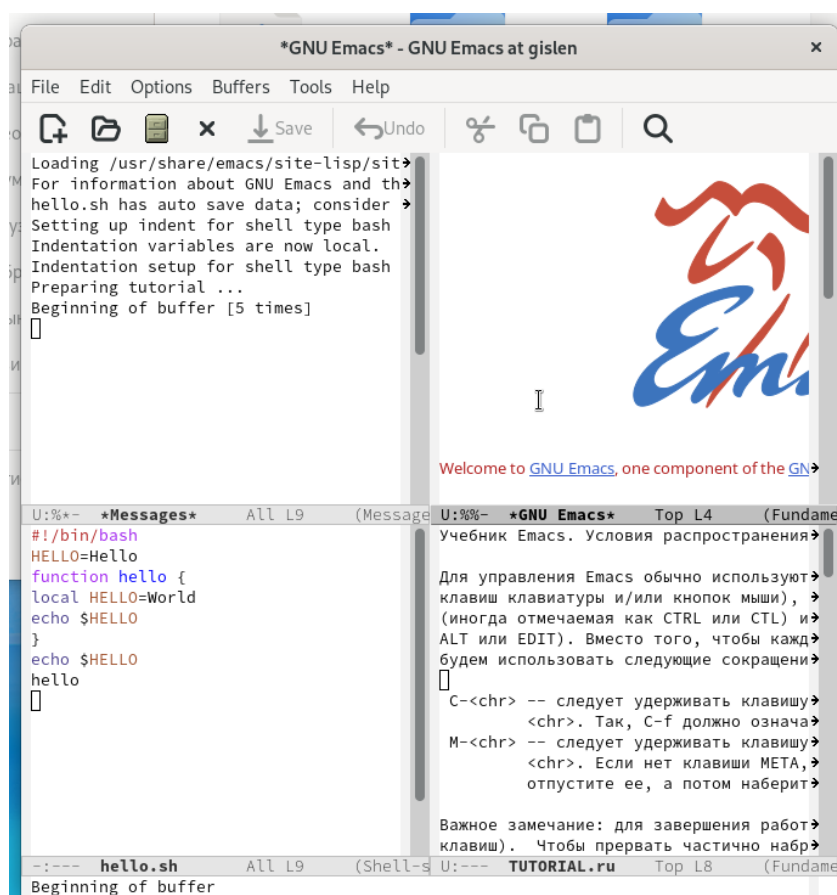 *GNU Emacs* - GNU Emacs at gislen
File Edit Options Buffers Tools Help
Save Undo
Loading /usr/share/emacs/site-lisp/sit
For information about GNU Emacs and th
hello.sh has auto save data; consider
Setting up indent for shell type bash
Indentation variables are now local.
Indentation setup for shell type bash
Preparing tutorial ...
Beginning of buffer [5 times]
U:%*- *Messages* All L9 (Message
Welcome to GNU Emacs, one component of the GN
U:%%- *GNU Emacs* Top L4 (Fundame
#!/bin/bash
HELLO=Hello
function hello {
local HELLO=World
echo $HELLO
}
echo $HELLO
hello
-:--- hello.sh All L9 (Shell-s
Учебник Emacs. Условия распространения
Для управления Emacs обычно используют
клавиш клавиатуры и/или кнопок мыши),
(иногда отмечаемая как CTRL или CTL) и
ALT или EDIT). Вместо того, чтобы кажд
будем использовать следующие сокращени
C-<chr> -- следует удерживать клавишу
<chr>. Так, C-f должно означа
M-<chr> -- следует удерживать клавишу
<chr>. Если нет клавиши META,
отпустите ее, а потом наберит
Важное замечание: для завершения работ
клавиш). Чтобы прервать частично набр
U:--- TUTORIAL.ru Top L8 (Fundame
Beginning of buffer